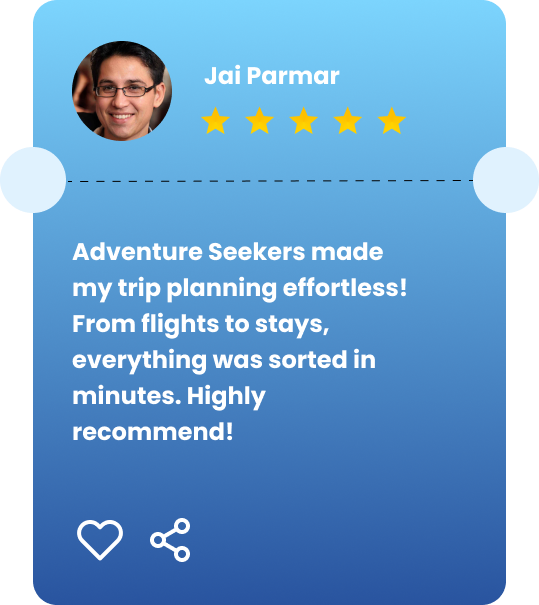 Jai Parmar
Adventure Seekers made
my trip planning effortless!
From flights to stays,
everything was sorted in
minutes. Highly
recommend!